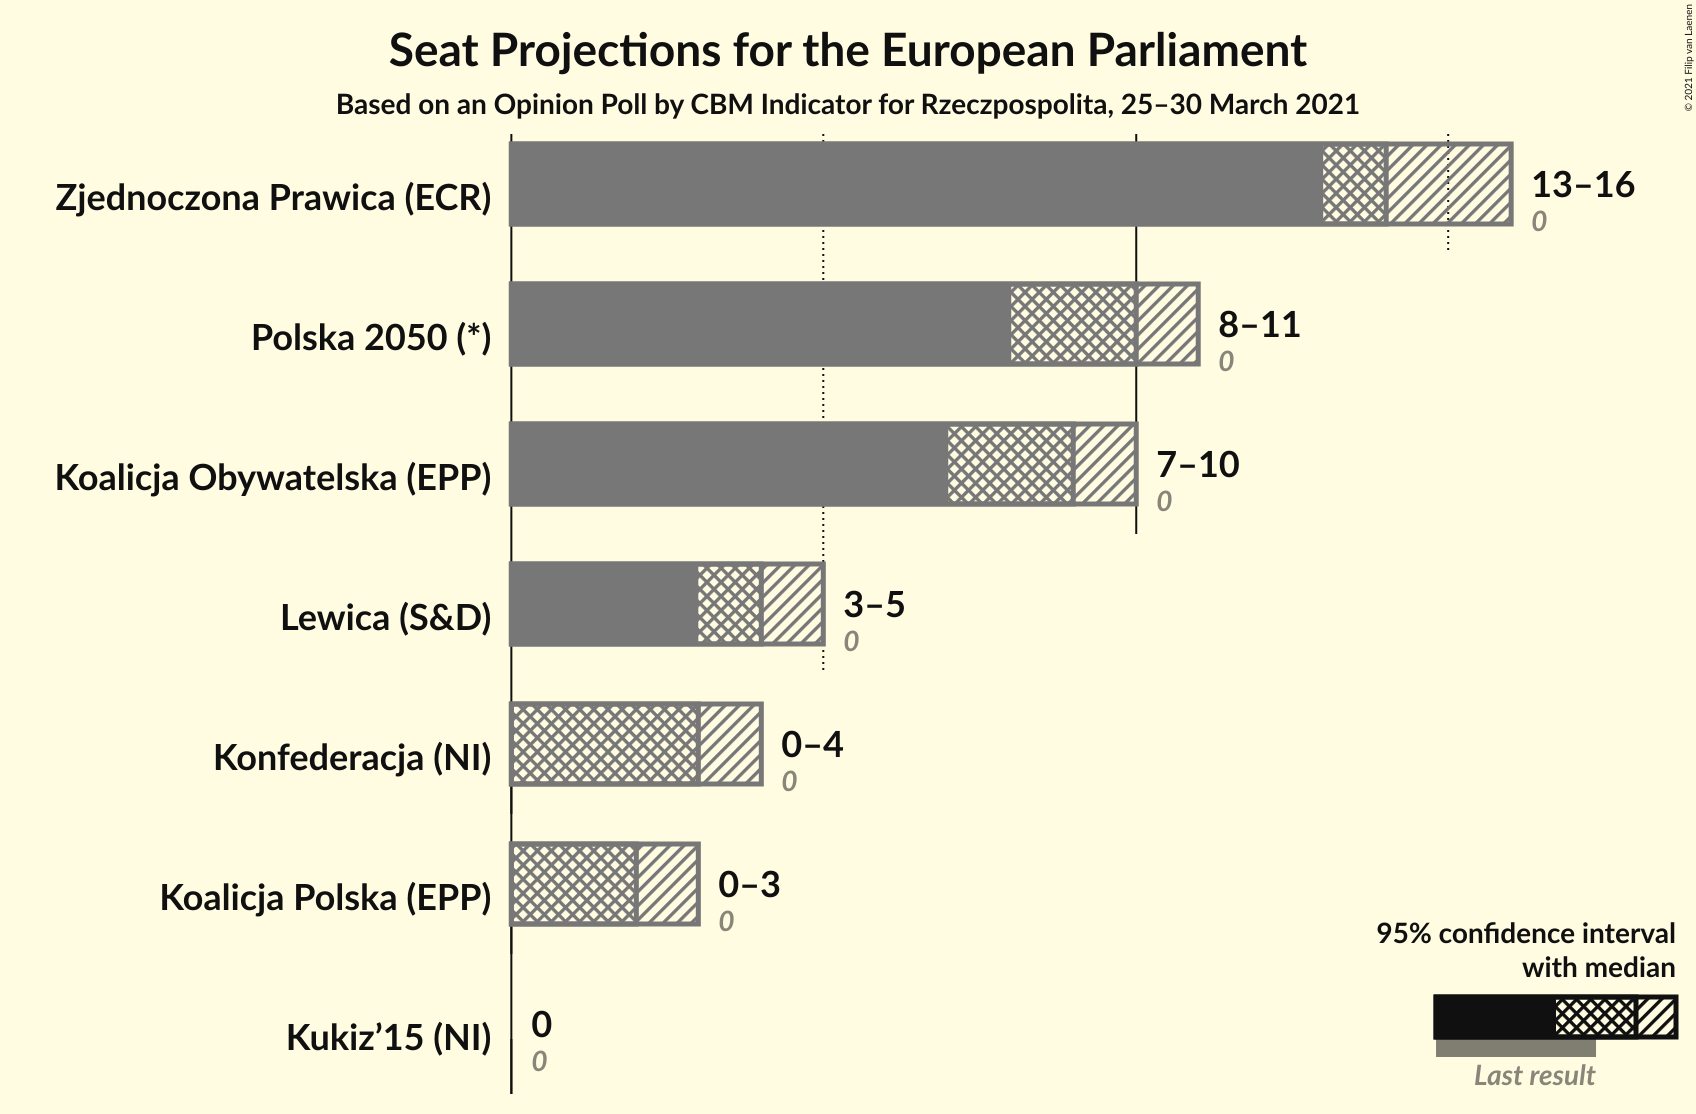 Seat Projections for the European Parliament
Based on an Opinion Poll by CBM Indicator for Rzeczpospolita, 25–30 March 2021
© 2021 Filip van Laenen
Zjednoczona Prawica (ECR)
13–16
0
Polska 2050 (*)
8–11
0
Koalicja Obywatelska (EPP)
7–10
0
Lewica (S&D)
3–5
0
Konfederacja (NI)
0–4
0
Koalicja Polska (EPP)
0–3
0
Kukiz’15 (NI)
0
0
95% confidence interval
with median
Last result